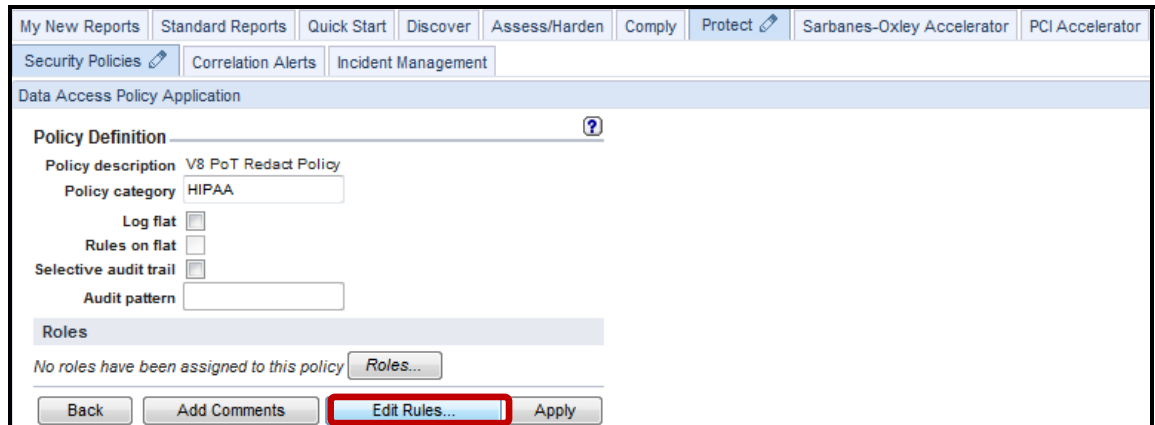 My New Reports Standard Reports Quick Start Discover Assess/Harden Comply Protect Sarbanes-Oxley Accelerator PCI Accelerator
Security Policies Correlation Alerts Incident Management
Data Access Policy Application
Policy Definition ?
Policy description V8 PoT Redact Policy
Policy category HIPAA
Log flat
Rules on flat
Selective audit trail
Audit pattern
Roles
No roles have been assigned to this policy Roles...
Back Add Comments Edit Rules... Apply